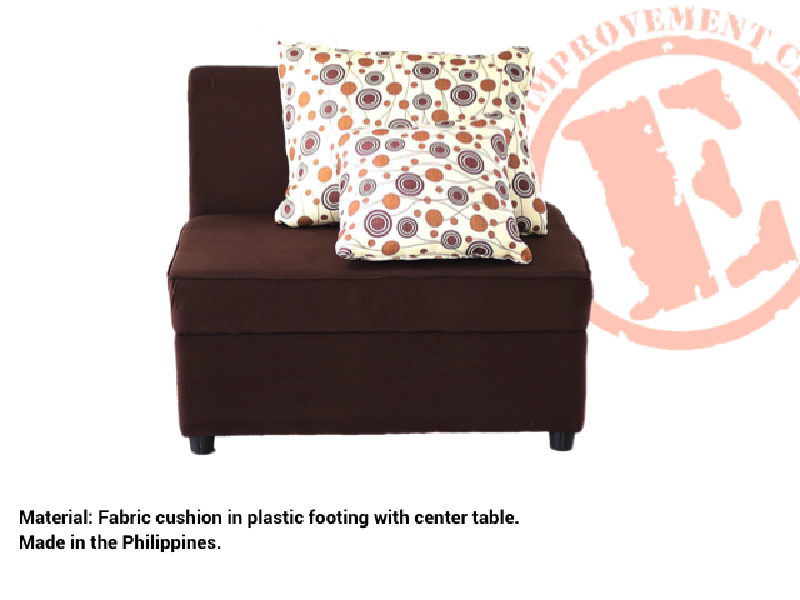 IMPROVEMENT
E
Material: Fabric cushion in plastic footing with center table.
Made in the Philippines.